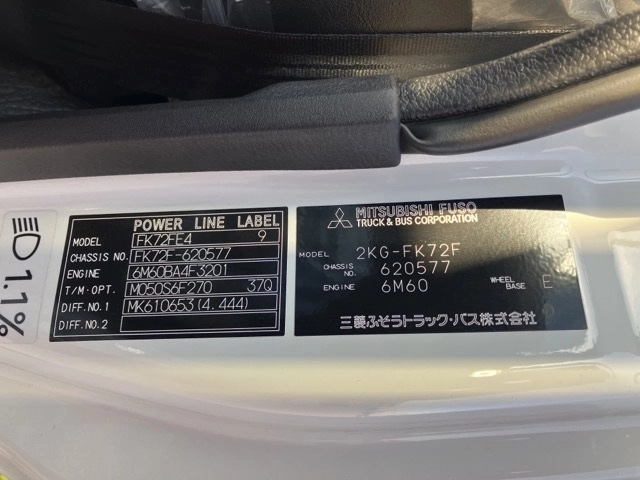 POWER LINE LABEL
MODEL FK72FE4 9
CHASSIS NO. FK72F-620577
ENGINE 6M60BA4F3201
T/M・OPT. M050S6F270 37Q
DIFF.NO.1 MK610653(4.444)
DIFF.NO.2
MITSUBISHI FUSO
TRUCK & BUS CORPORATION
MODEL 2KG-FK72F
CHASSIS NO. 620577
ENGINE 6M60 WHEEL BASE E
三菱ふそうトラック・バス株式会社
1.1%